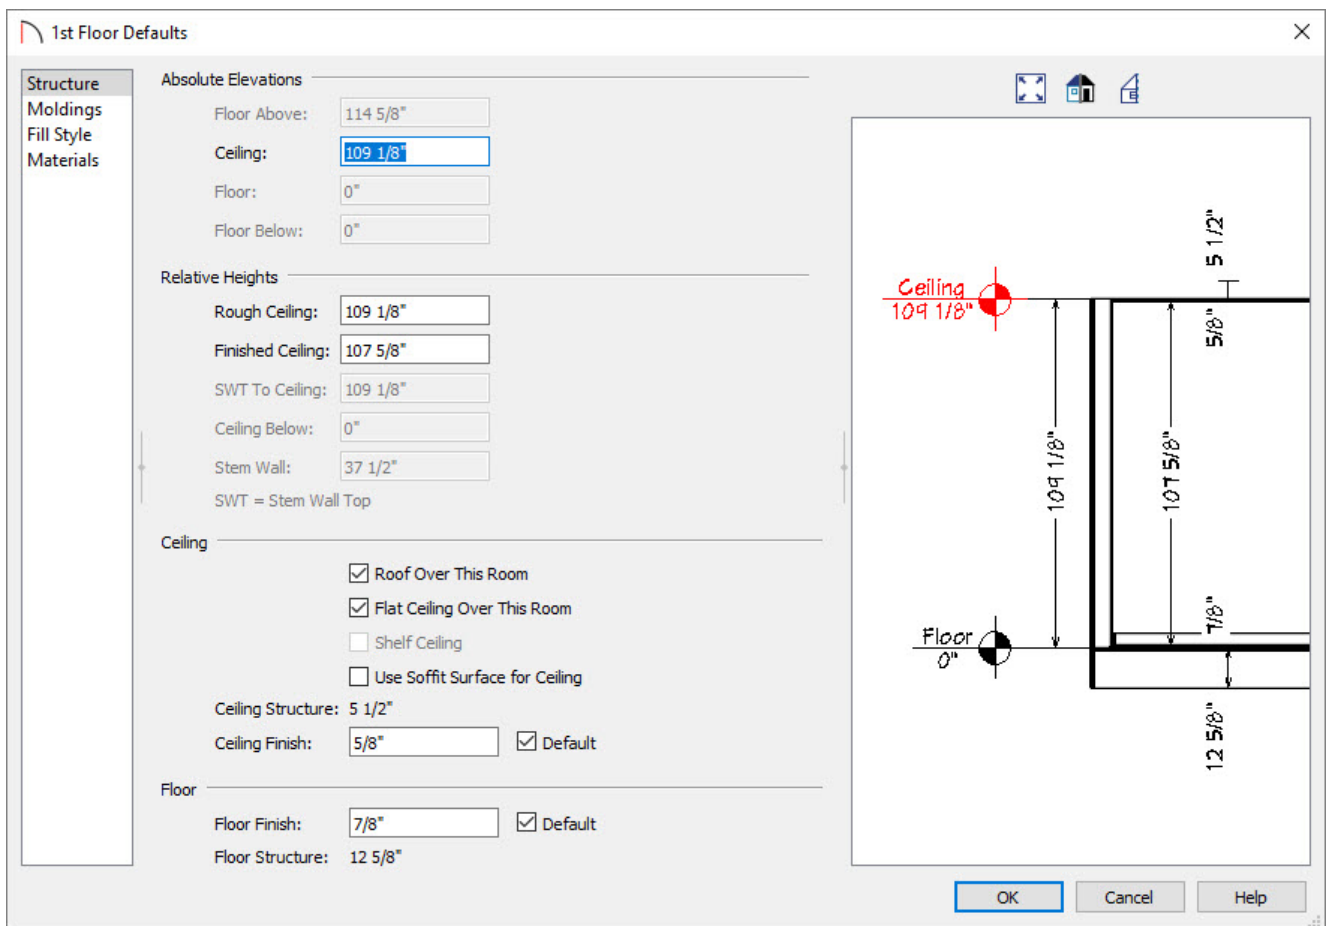 1st Floor Defaults
Structure
Moldings
Fill Style
Materials
Absolute Elevations
Floor Above: 114 5/8"
Ceiling: 109 1/8"
Floor: 0"
Floor Below: 0"
Relative Heights
Rough Ceiling: 109 1/8"
Finished Ceiling: 107 5/8"
SWT To Ceiling: 109 1/8"
Ceiling Below: 0"
Stem Wall: 37 1/2"
SWT = Stem Wall Top
Ceiling
Roof Over This Room
Flat Ceiling Over This Room
Shelf Ceiling
Use Soffit Surface for Ceiling
Ceiling Structure: 5 1/2"
Ceiling Finish: 5/8" Default
Floor
Floor Finish: 7/8" Default
Floor Structure: 12 5/8"
5 1/2"
Ceiling
109 1/8"
5/8"
109 1/8"
107 5/8"
7/8"
Floor
0"
12 5/8"
OK Cancel Help